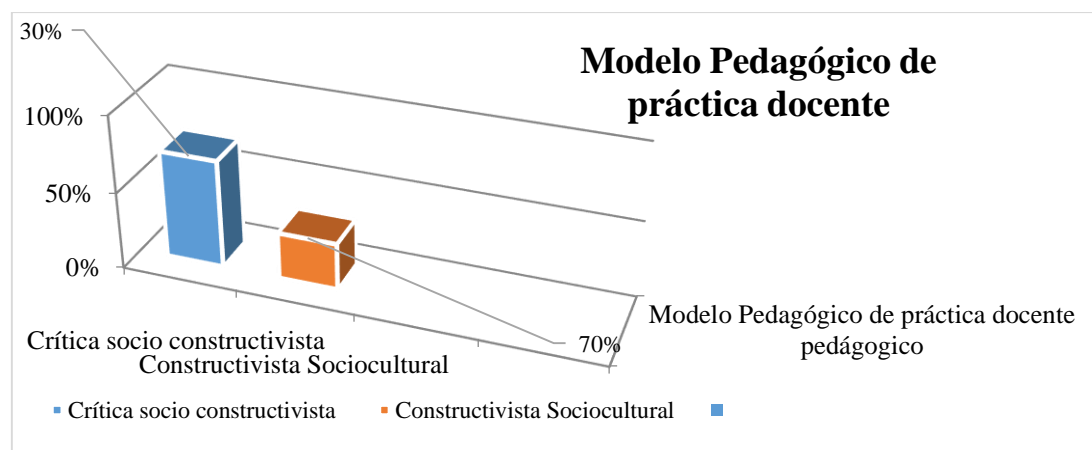 30%
Modelo Pedagógico de
práctica docente
100%
50%
0%
Modelo Pedagógico de práctica docente
pedágogico
70%
Crítica socio constructivista
Constructivista Sociocultural
Crítica socio constructivista
Constructivista Sociocultural